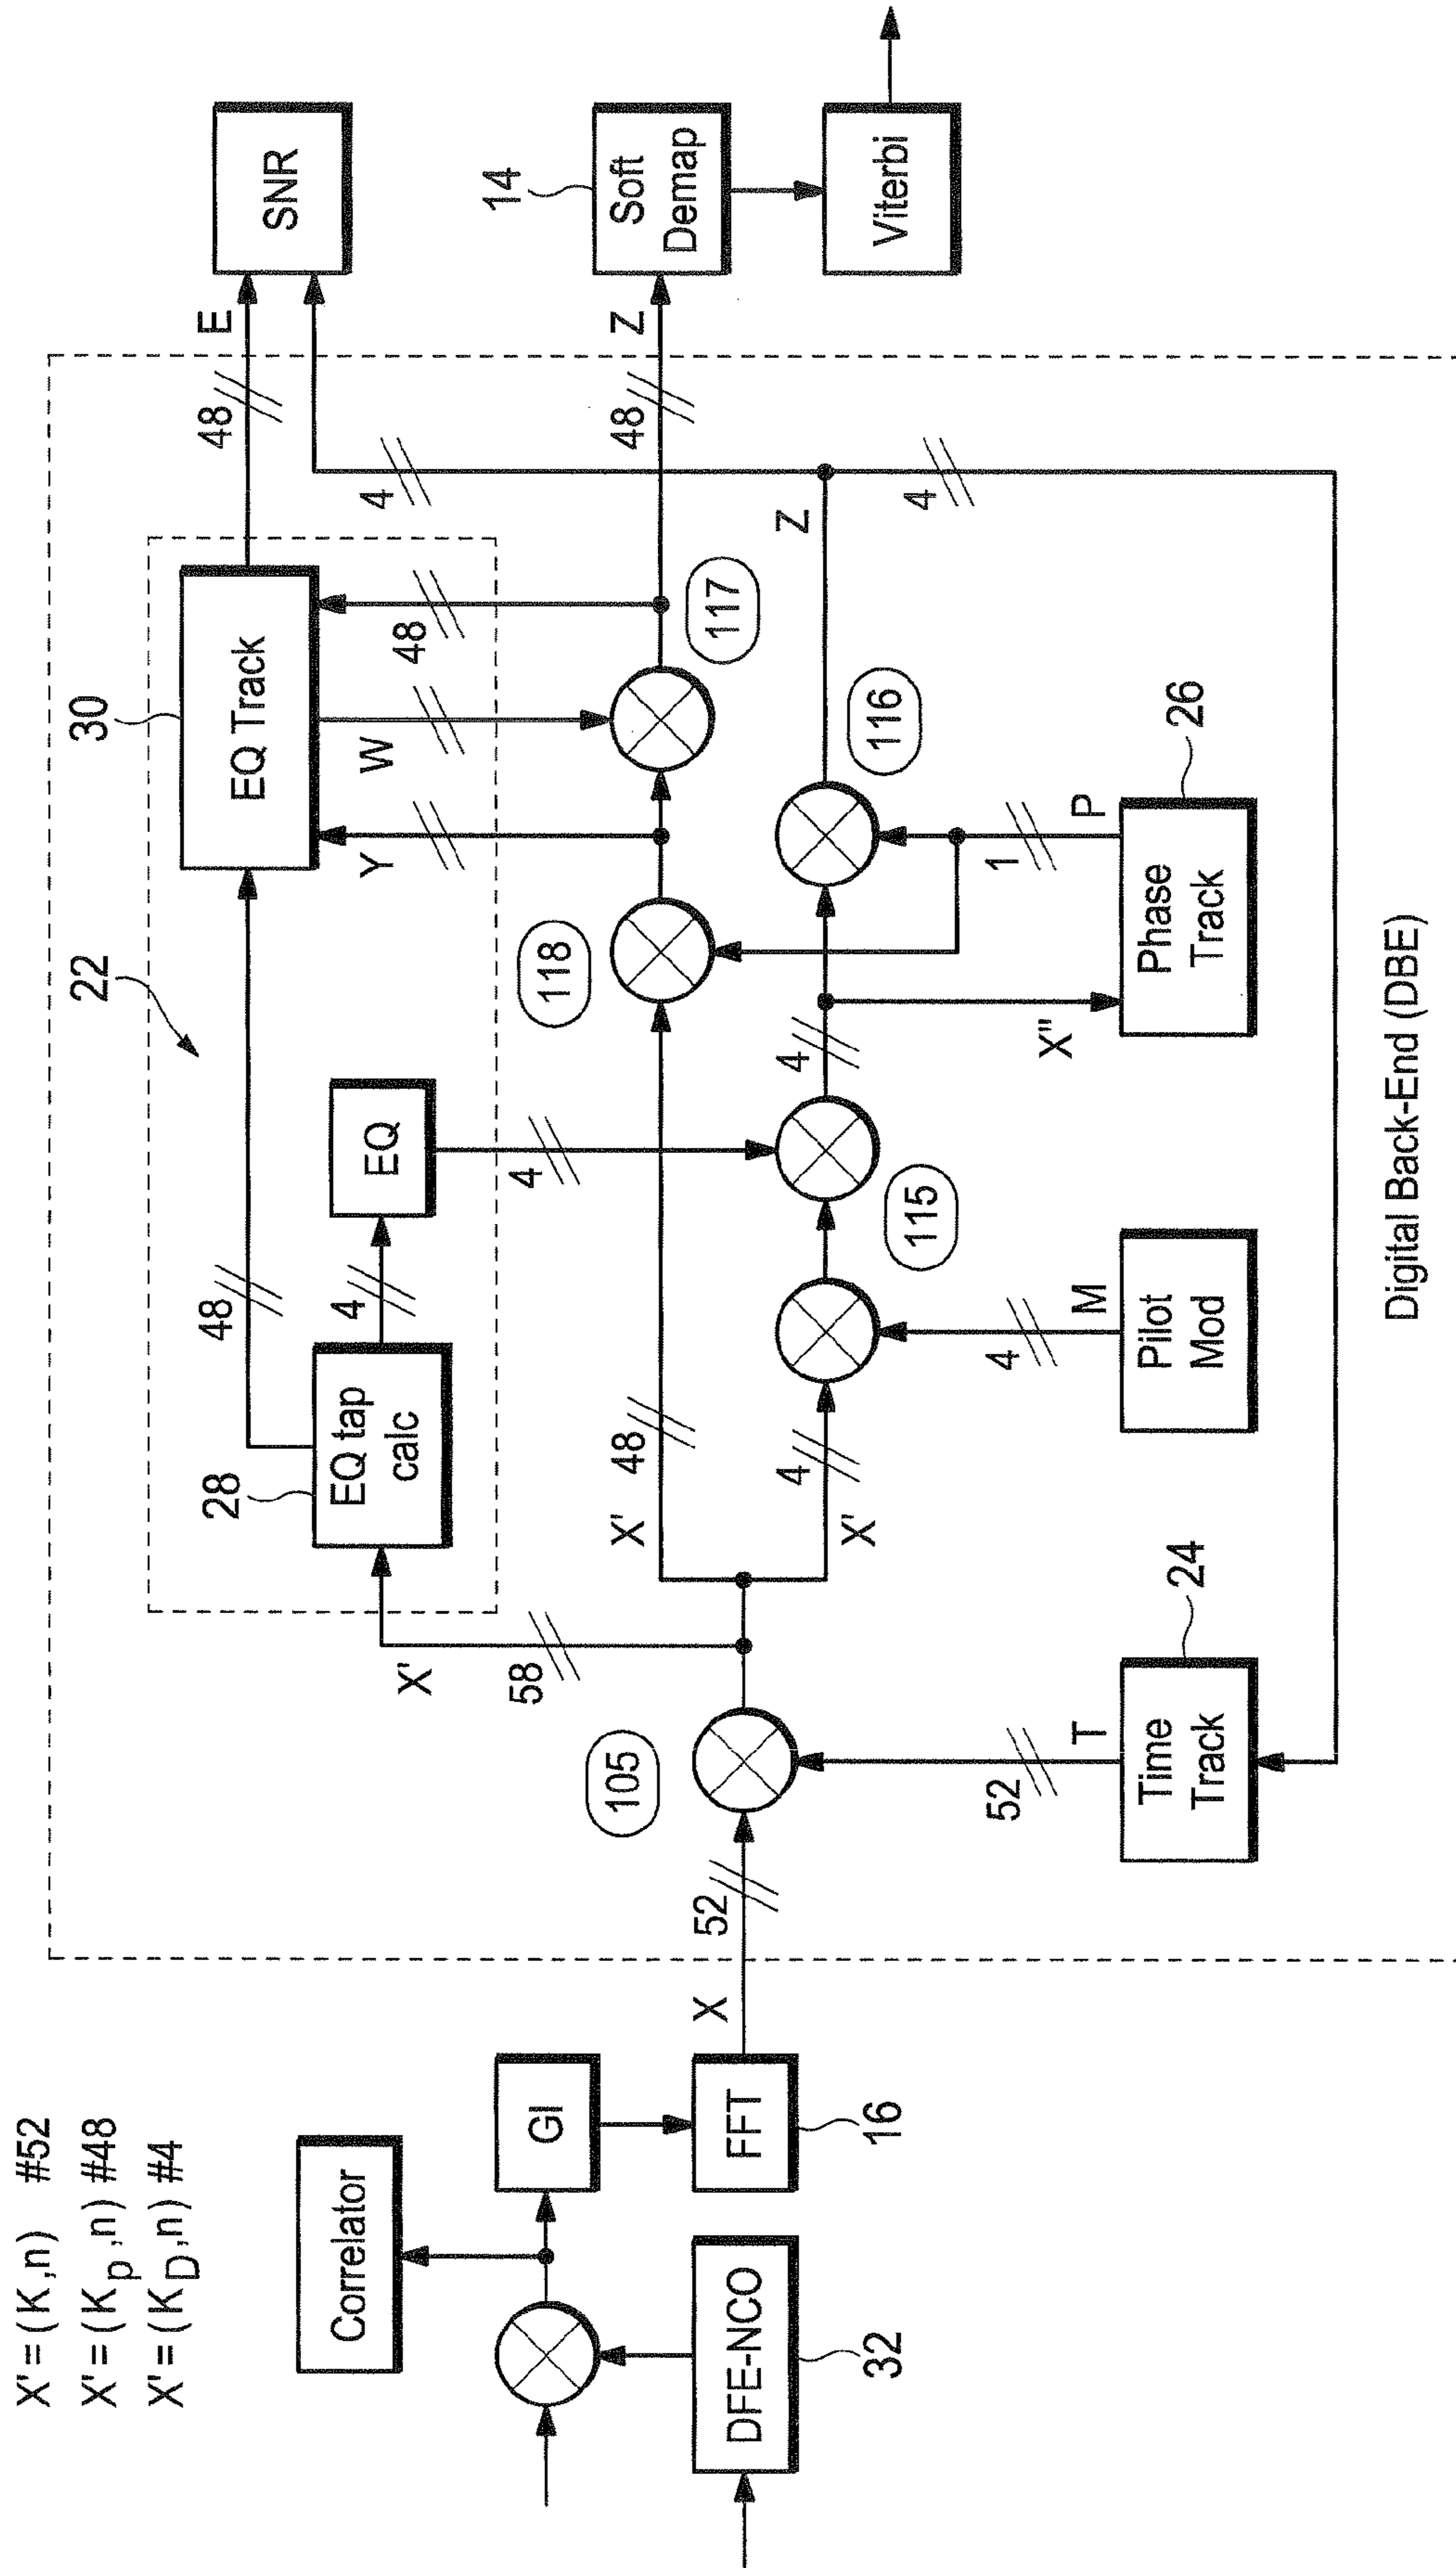 X'=(K,n) #52
X'=(Kp,n) #48
X'=(KD,n) #4
Correlator
GI
DFE-NCO
32
FFT
16
X
52
105
52
T
Time
Track
24
X'
58
28
EQ tap
calc
48
4
EQ
22
4
X'
48
X'
4
4
M
Pilot
Mod
115
4
X"
118
Phase
Track
26
1
P
116
30
EQ Track
Y
W
48
117
Z
4
4
48
E
48
Z
SNR
14
Soft
Demap
Viterbi
Digital Back-End (DBE)